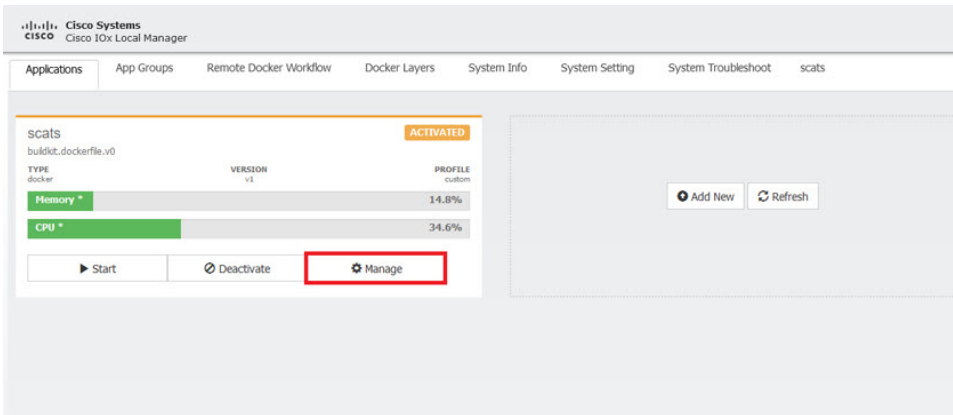 Cisco Systems
CISCO Cisco IOx Local Manager
Applications App Groups Remote Docker Workflow Docker Layers System Info System Setting System Troubleshoot scats
scats ACTIVATED
buildkit.dockerfile.v0
TYPE VERSION PROFILE
docker v1 custom
Memory * 14.8%
CPU * 34.6%
Start Deactivate Manage
Add New Refresh